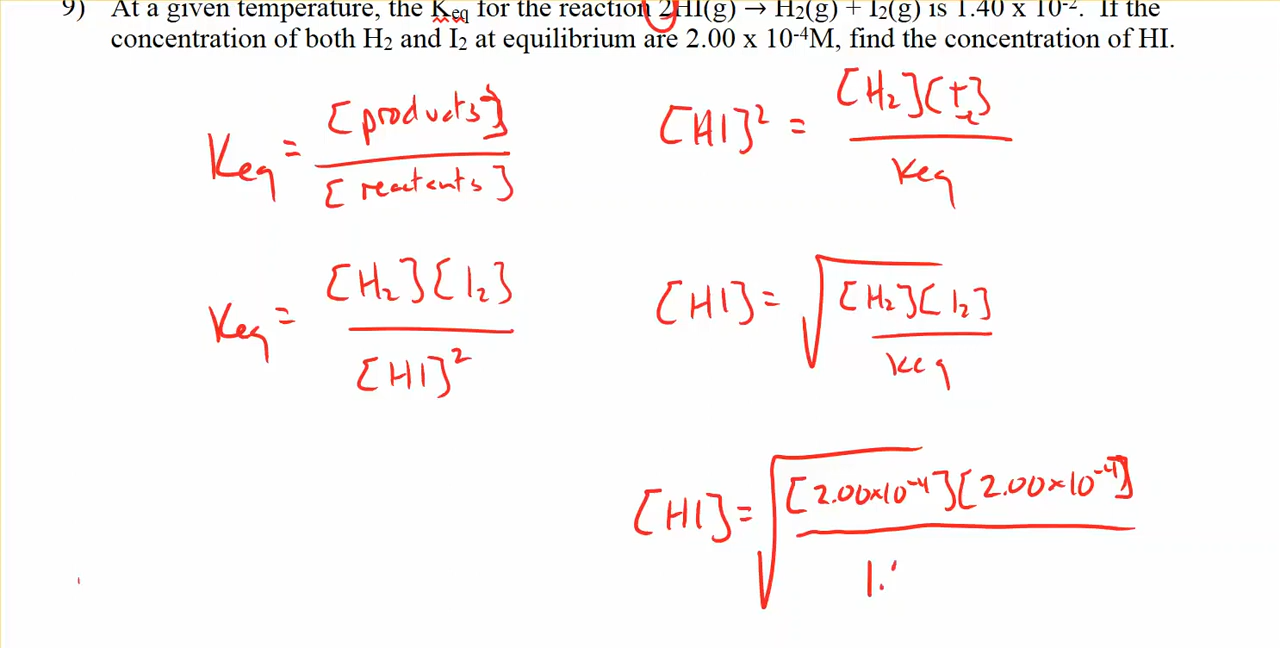 9) At a given temperature, the Keq for the reaction 2HI(g) → H₂(g) + I₂(g) is 1.40 x 10⁻². If the
concentration of both H₂ and I₂ at equilibrium are 2.00 x 10⁻⁴M, find the concentration of HI.
Keq = [products] / [reactants]
Keq = [H₂][I₂] / [HI]²
[HI]² = [H₂][I₂] / Keq
[HI] = √[H₂][I₂] / Keq
[HI] = √[2.00×10⁻⁴][2.00×10⁻⁴] / 1.